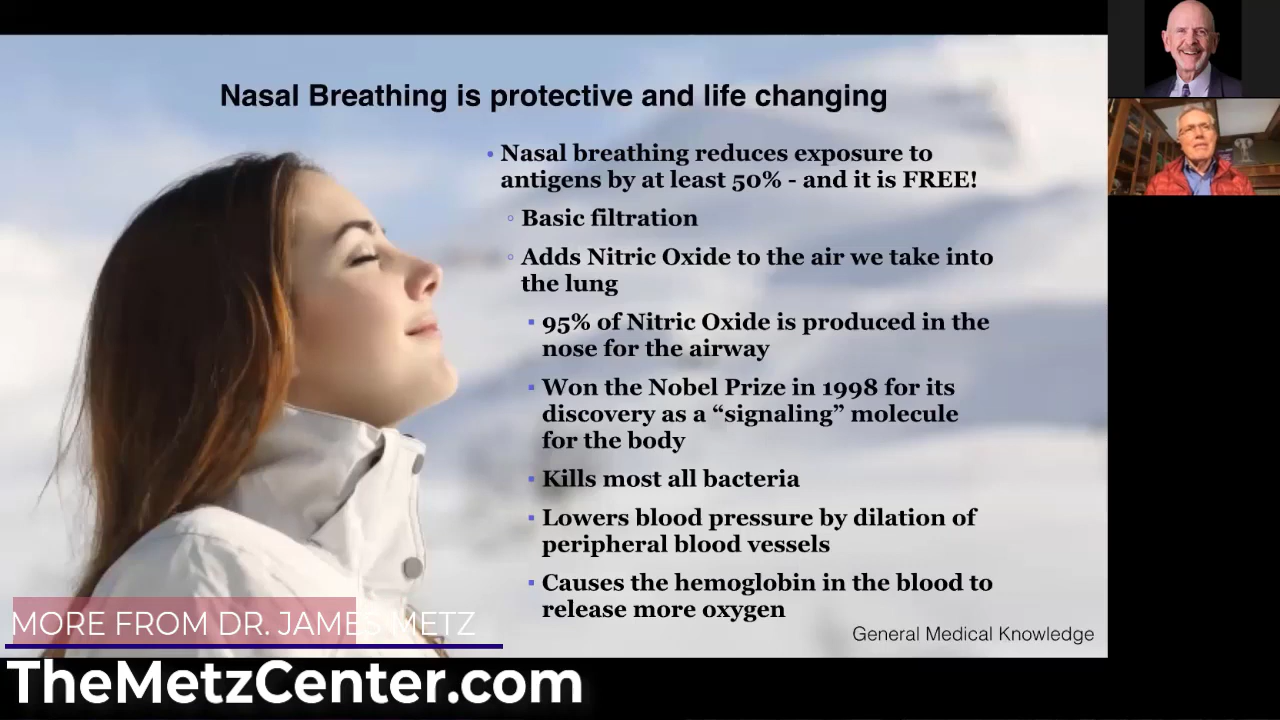 Nasal Breathing is protective and life changing
• Nasal breathing reduces exposure to
antigens by at least 50% - and it is FREE!
◦ Basic filtration
◦ Adds Nitric Oxide to the air we take into
the lung
▪ 95% of Nitric Oxide is produced in the
nose for the airway
▪ Won the Nobel Prize in 1998 for its
discovery as a “signaling” molecule
for the body
▪ Kills most all bacteria
▪ Lowers blood pressure by dilation of
peripheral blood vessels
▪ Causes the hemoglobin in the blood to
release more oxygen
General Medical Knowledge
MORE FROM DR. JAMES METZ
TheMetzCenter.com